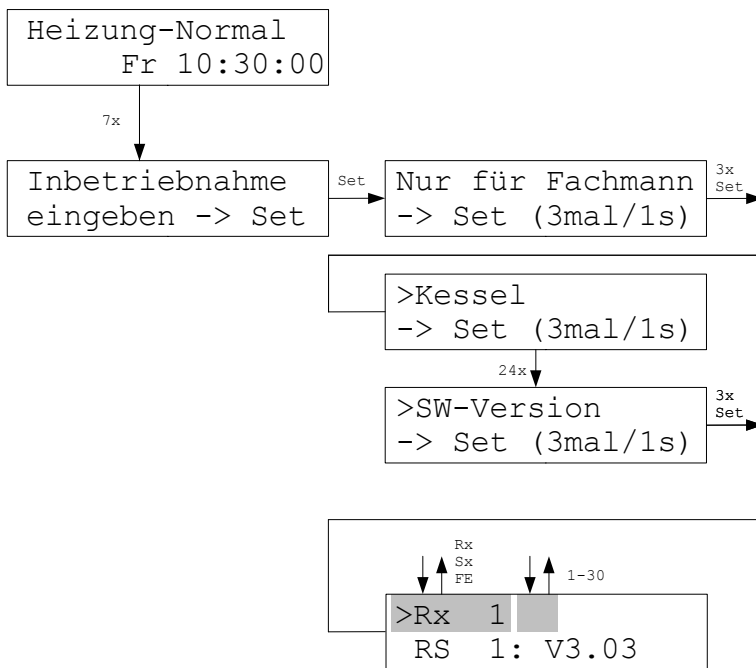 Heizung-Normal
Fr 10:30:00
7x
Inbetriebnahme
eingeben -> Set
Set
Nur für Fachmann
-> Set (3mal/1s)
3x
Set
>Kessel
-> Set (3mal/1s)
24x
>SW-Version
-> Set (3mal/1s)
3x
Set
Rx
Sx
FE
1-30
>Rx 1
RS 1: V3.03